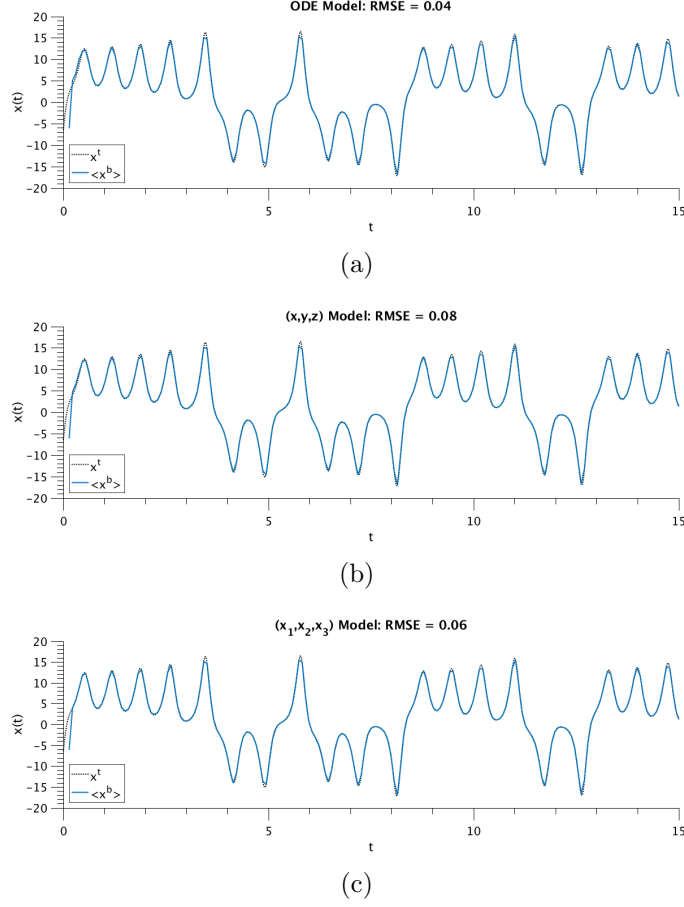 ODE Model: RMSE = 0.04
20
15
10
5
0
-5
-10
-15
-20
x(t)
x^t
<x^b>
0 5 10 15
t
(a)
(x,y,z) Model: RMSE = 0.08
20
15
10
5
0
-5
-10
-15
-20
x(t)
x^t
<x^b>
0 5 10 15
t
(b)
(x_1,x_2,x_3) Model: RMSE = 0.06
20
15
10
5
0
-5
-10
-15
-20
x(t)
x^t
<x^b>
0 5 10 15
t
(c)